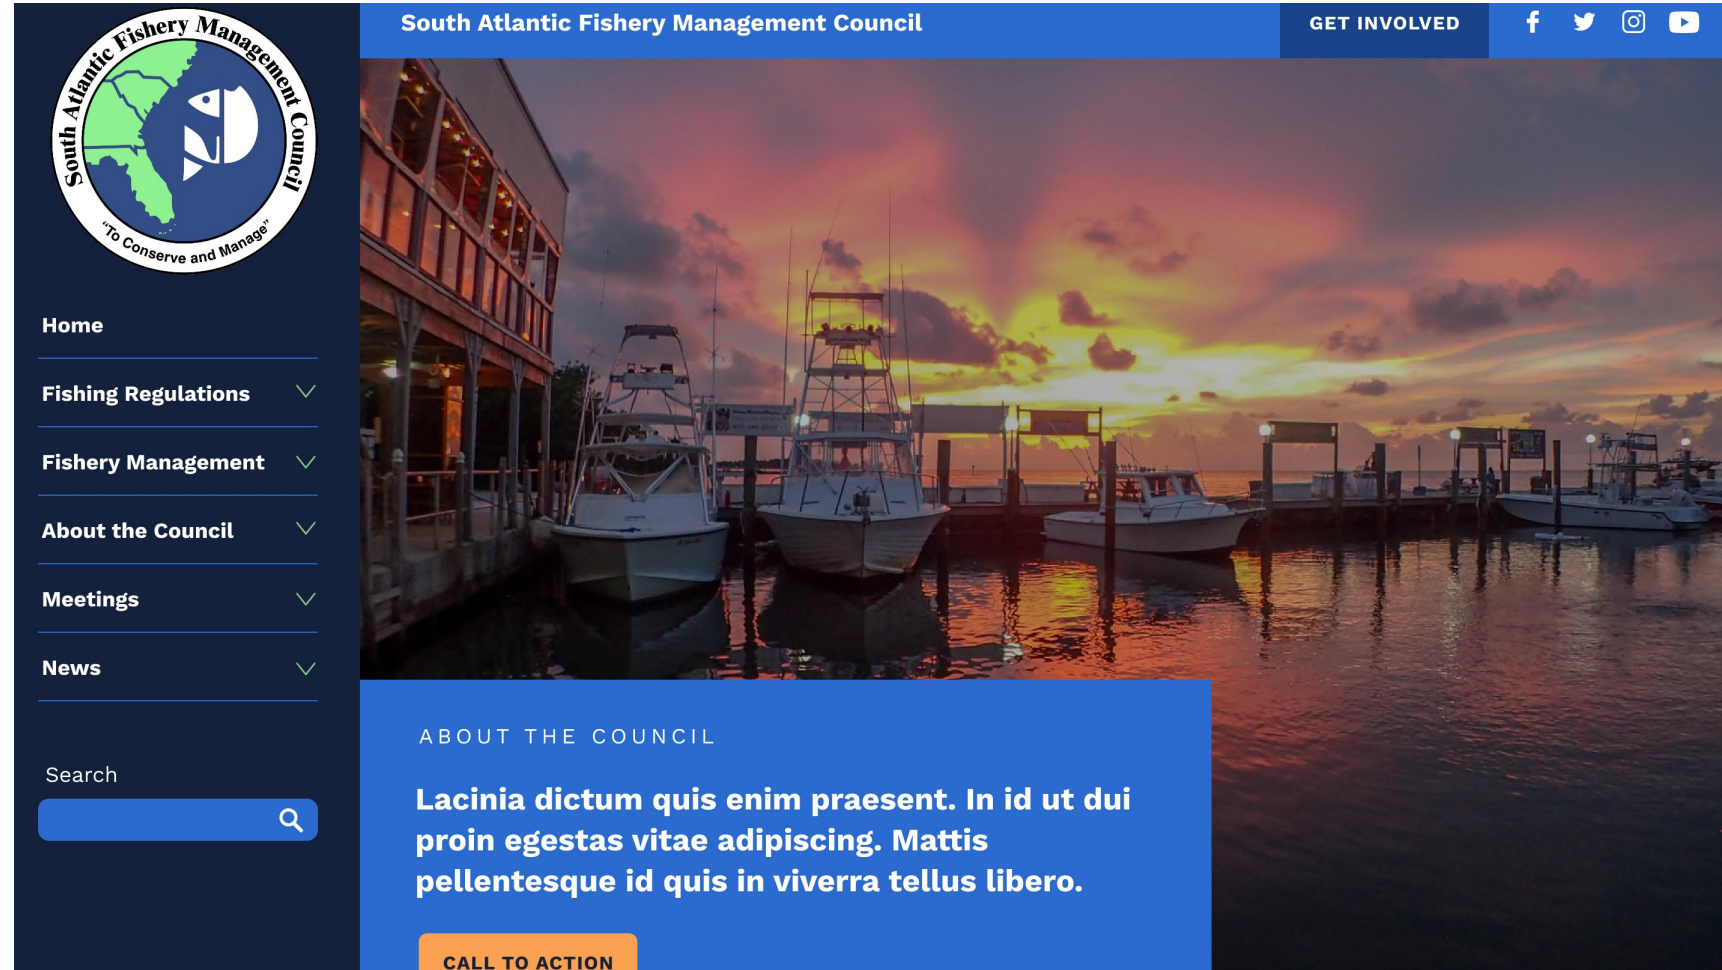 South Atlantic Fishery Management Council
"To Conserve and Manage"
Home
Fishing Regulations
Fishery Management
About the Council
Meetings
News
Search
South Atlantic Fishery Management Council
GET INVOLVED
ABOUT THE COUNCIL
Lacinia dictum quis enim praesent. In id ut dui
proin egestas vitae adipiscing. Mattis
pellentesque id quis in viverra tellus libero.
CALL TO ACTION